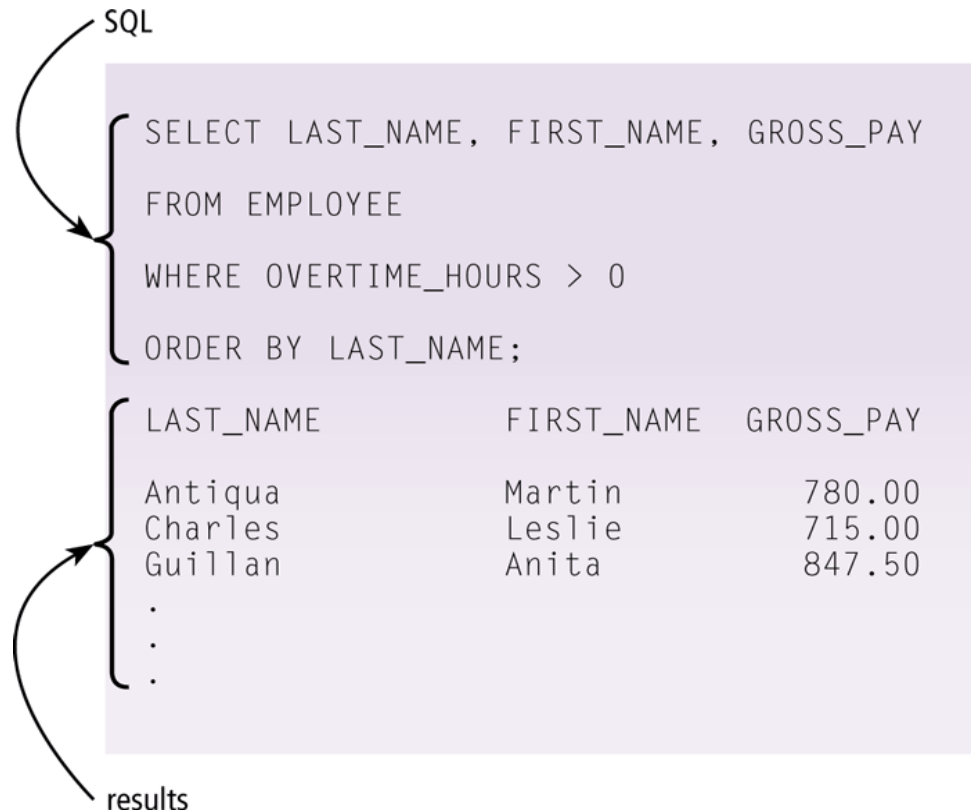 SQL
SELECT LAST_NAME, FIRST_NAME, GROSS_PAY
FROM EMPLOYEE
WHERE OVERTIME_HOURS > 0
ORDER BY LAST_NAME;
LAST_NAME FIRST_NAME GROSS_PAY
Antiqua Martin 780.00
Charles Leslie 715.00
Guillan Anita 847.50
.
.
.
results